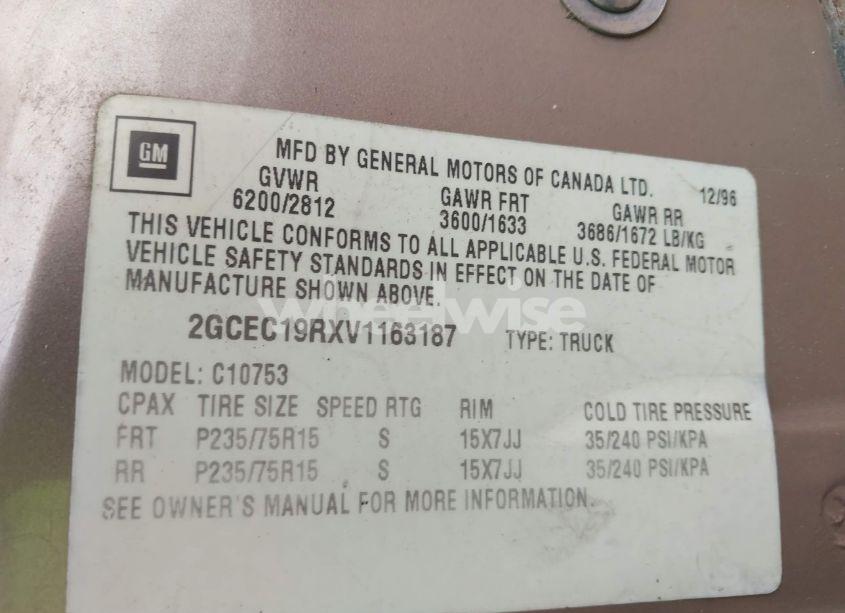 GM
MFD BY GENERAL MOTORS OF CANADA LTD. 12/96
GVWR GAWR FRT GAWR RR
6200/2812 3600/1633 3686/1672 LB/KG
THIS VEHICLE CONFORMS TO ALL APPLICABLE U.S. FEDERAL MOTOR
VEHICLE SAFETY STANDARDS IN EFFECT ON THE DATE OF
MANUFACTURE SHOWN ABOVE.
wheelwise
2GCEC19RXV1163187 TYPE: TRUCK
MODEL: C10753
CPAX TIRE SIZE SPEED RTG RIM COLD TIRE PRESSURE
FRT P235/75R15 S 15X7JJ 35/240 PSI/KPA
RR P235/75R15 S 15X7JJ 35/240 PSI/KPA
SEE OWNER'S MANUAL FOR MORE INFORMATION.